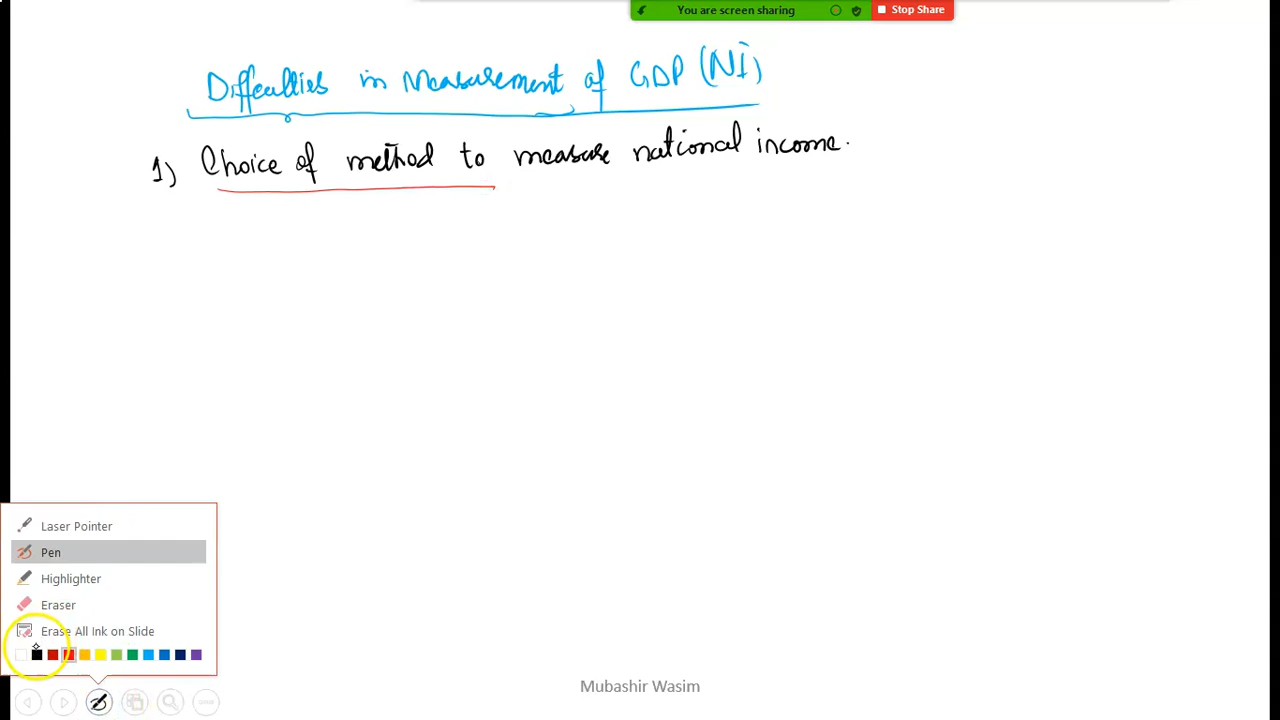 You are screen sharing
Stop Share
Difficulties in Measurement of GDP (NI)
1) Choice of method to measure national income.
Laser Pointer
Pen
Highlighter
Eraser
Erase All Ink on Slide
Mubashir Wasim